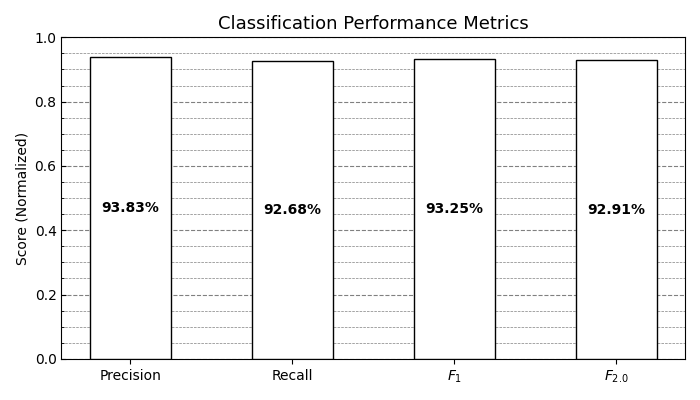 Classification Performance Metrics
Score (Normalized)
1.0
0.8
0.6
0.4
0.2
0.0
93.83%
92.68%
93.25%
92.91%
Precision
Recall
F1
F2.0